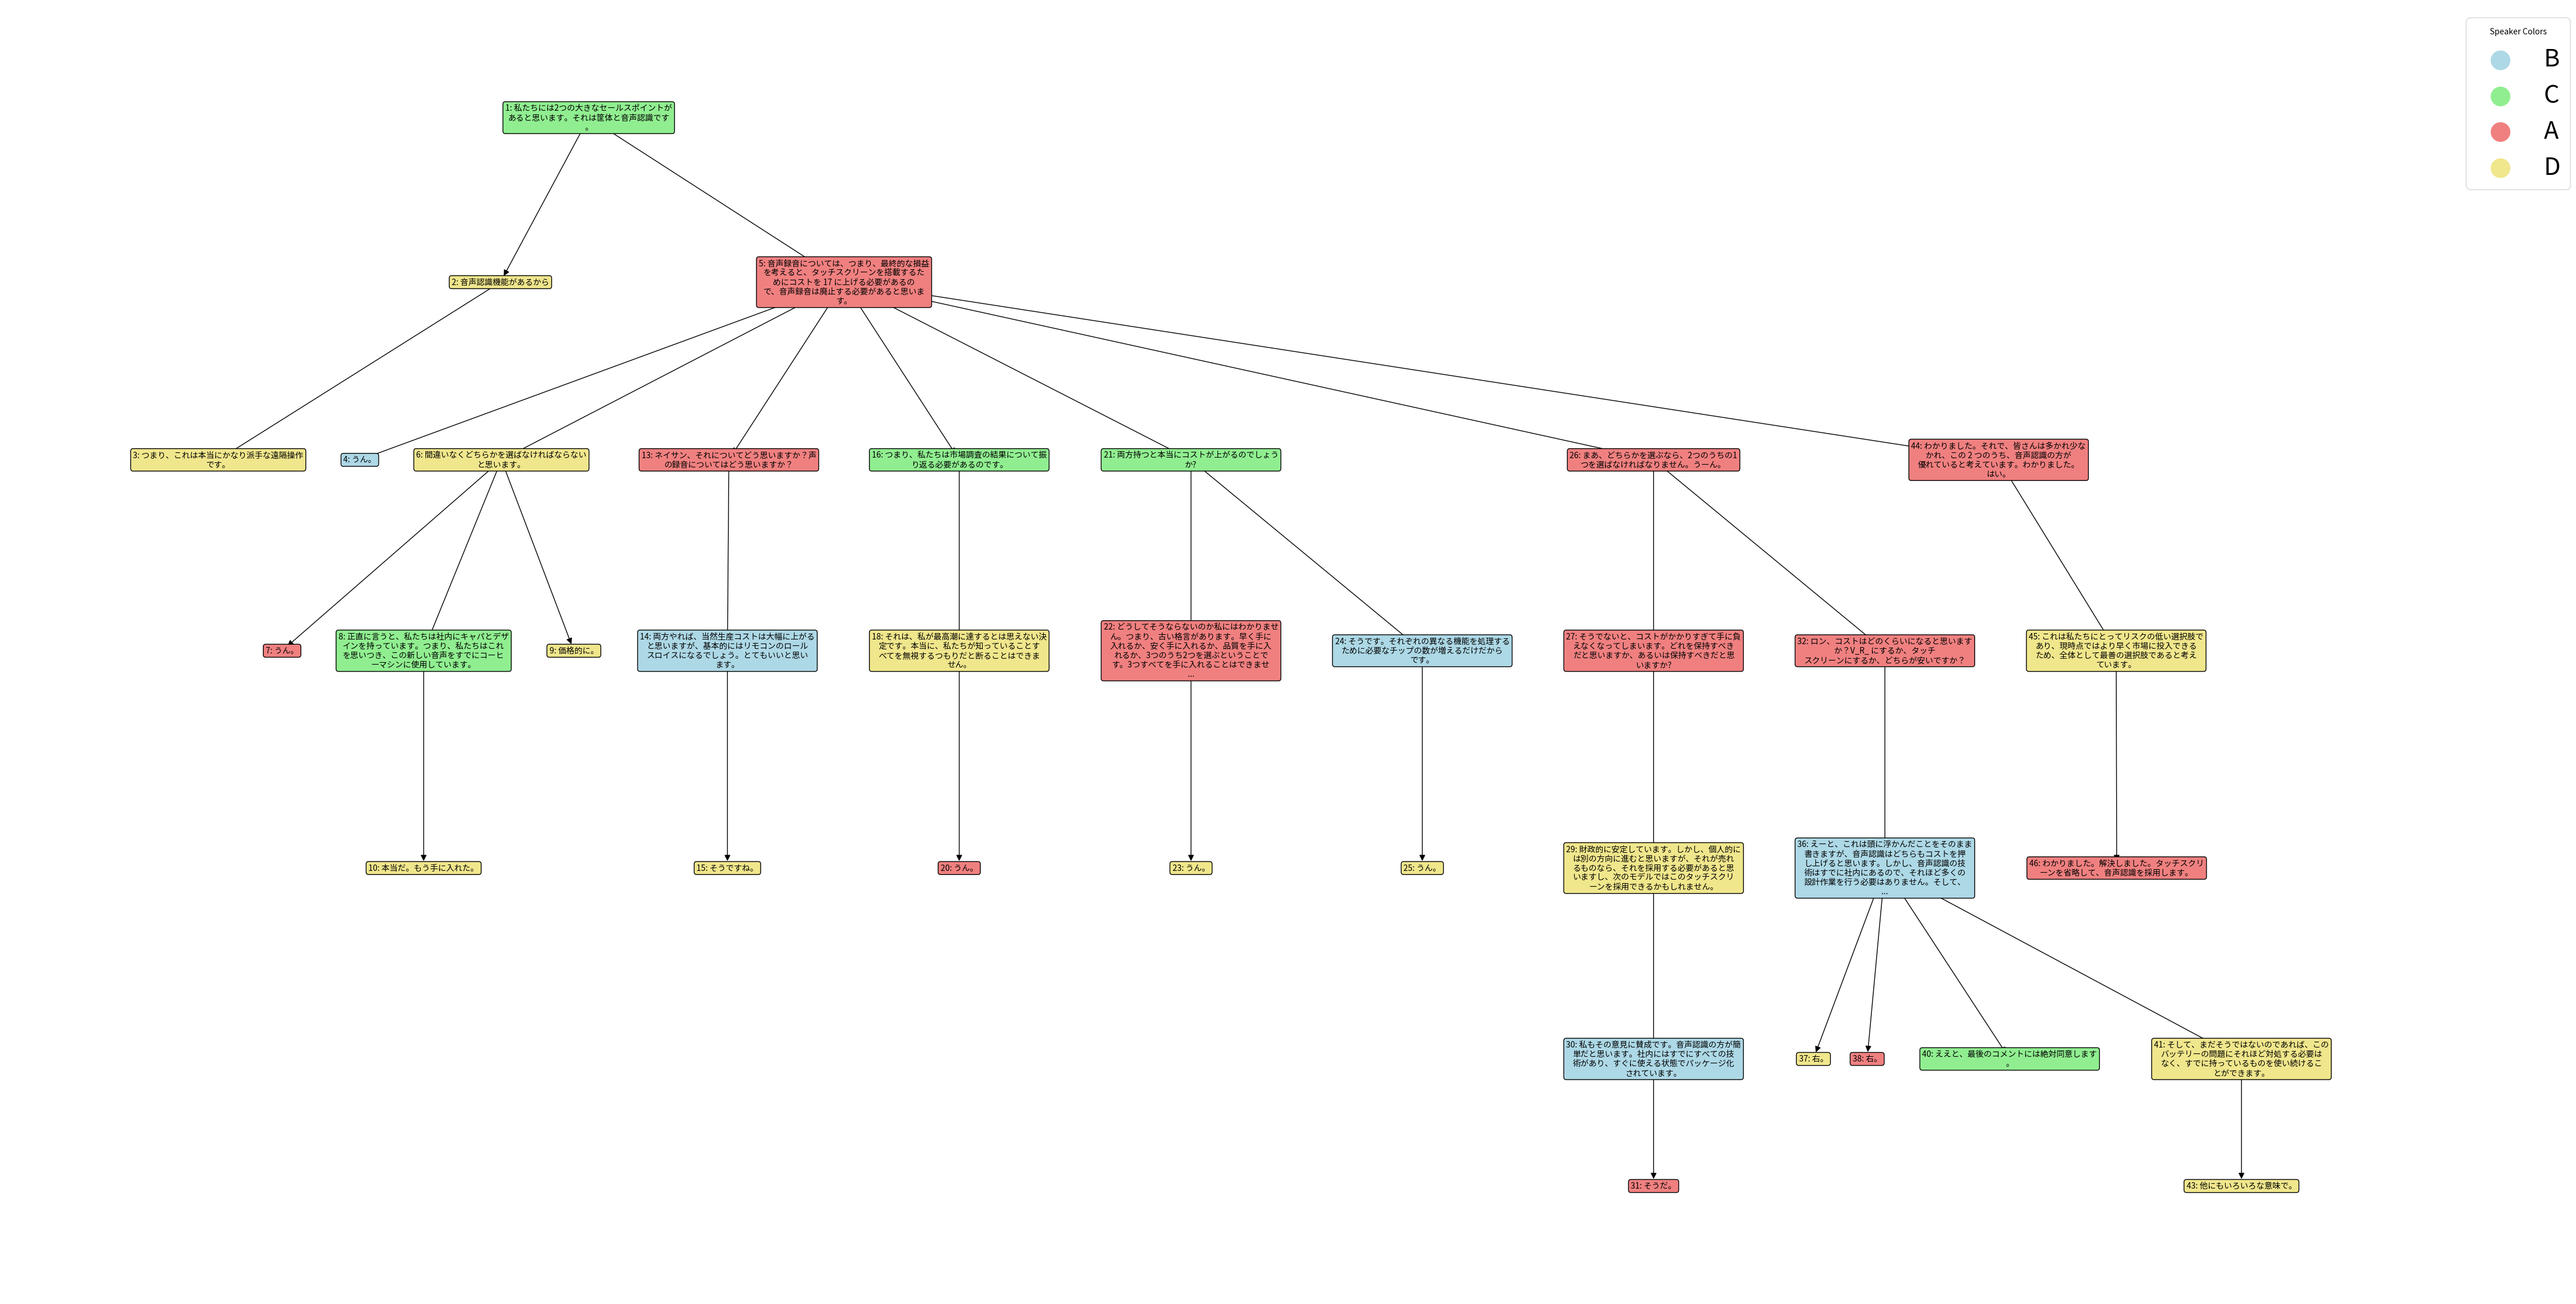 Speaker Colors
B
C
A
D
1: 私たちには2つの大きなセールスポイントが
あると思います。それは筐体と音声認識です
。
2: 音声認識機能があるから
5: 音声録音については、つまり、最終的な損益
を考えると、タッチスクリーンを搭載するた
めにコストを 17 に上げる必要があるの
で、音声録音は廃止する必要があると思いま
す。
3: つまり、これは本当にかなり派手な遠隔操作
です。
4: うん。
6: 間違いなくどちらかを選ばなければならない
と思います。
13: ネイサン、それについてどう思いますか？声
の録音についてはどう思いますか？
16: つまり、私たちは市場調査の結果について振
り返る必要があるのです。
21: 両方持つと本当にコストが上がるのでしょう
か?
26: まあ、どちらかを選ぶなら、2つのうちの1
つを選ばなければなりません。うーん。
44: わかりました。それで、皆さんは多かれ少な
かれ、この 2 つのうち、音声認識の方が
優れていると考えています。わかりました。
はい。
7: うん。
8: 正直に言うと、私たちは社内にキャパとデザ
インを持っています。つまり、私たちはこれ
を思いつき、この新しい音声をすでにコーヒ
ーマシンに使用しています。
9: 価格的に。
14: 両方やれば、当然生産コストは大幅に上がる
と思いますが、基本的にはリモコンのロール
スロイスになるでしょう。とてもいいと思い
ます。
18: それは、私が最高潮に達するとは思えない決
定です。本当に、私たちが知っていることす
べてを無視するつもりだと断ることはできま
せん。
22: どうしてそうならないのか私にはわかりませ
ん。つまり、古い格言があります。早く手に
入れるか、安く手に入れるか、品質を手に入
れるか、3つのうち2つを選ぶということで
す。3つすべてを手に入れることはできませ
...
24: そうです。それぞれの異なる機能を処理する
ために必要なチップの数が増えるだけだから
です。
27: そうでないと、コストがかかりすぎて手に負
えなくなってしまいます。どれを保持すべき
だと思いますか、あるいは保持すべきだと思
いますか?
32: ロン、コストはどのくらいになると思います
か？V_R_ にするか、タッチ
スクリーンにするか、どちらが安いですか？
45: これは私たちにとってリスクの低い選択肢で
あり、現時点ではより早く市場に投入できる
ため、全体として最善の選択肢であると考え
ています。
10: 本当だ。もう手に入れた。
15: そうですね。
20: うん。
23: うん。
25: うん。
29: 財政的に安定しています。しかし、個人的に
は別の方向に進むと思いますが、それが売れ
るものなら、それを採用する必要があると思
いますし、次のモデルではこのタッチスクリ
ーンを採用できるかもしれません。
36: えーと、これは頭に浮かんだことをそのまま
書きますが、音声認識はどちらもコストを押
し上げると思います。しかし、音声認識の技
術はすでに社内にあるので、それほど多くの
設計作業を行う必要はありません。そして、
...
46: わかりました。解決しました。タッチスクリ
ーンを省略して、音声認識を採用します。
30: 私もその意見に賛成です。音声認識の方が簡
単だと思います。社内にはすでにすべての技
術があり、すぐに使える状態でパッケージ化
されています。
37: 右。
38: 右。
40: ええと、最後のコメントには絶対同意します
。
41: そして、まだそうではないのであれば、この
バッテリーの問題にそれほど対処する必要は
なく、すでに持っているものを使い続けるこ
とができます。
31: そうだ。
43: 他にもいろいろな意味で。